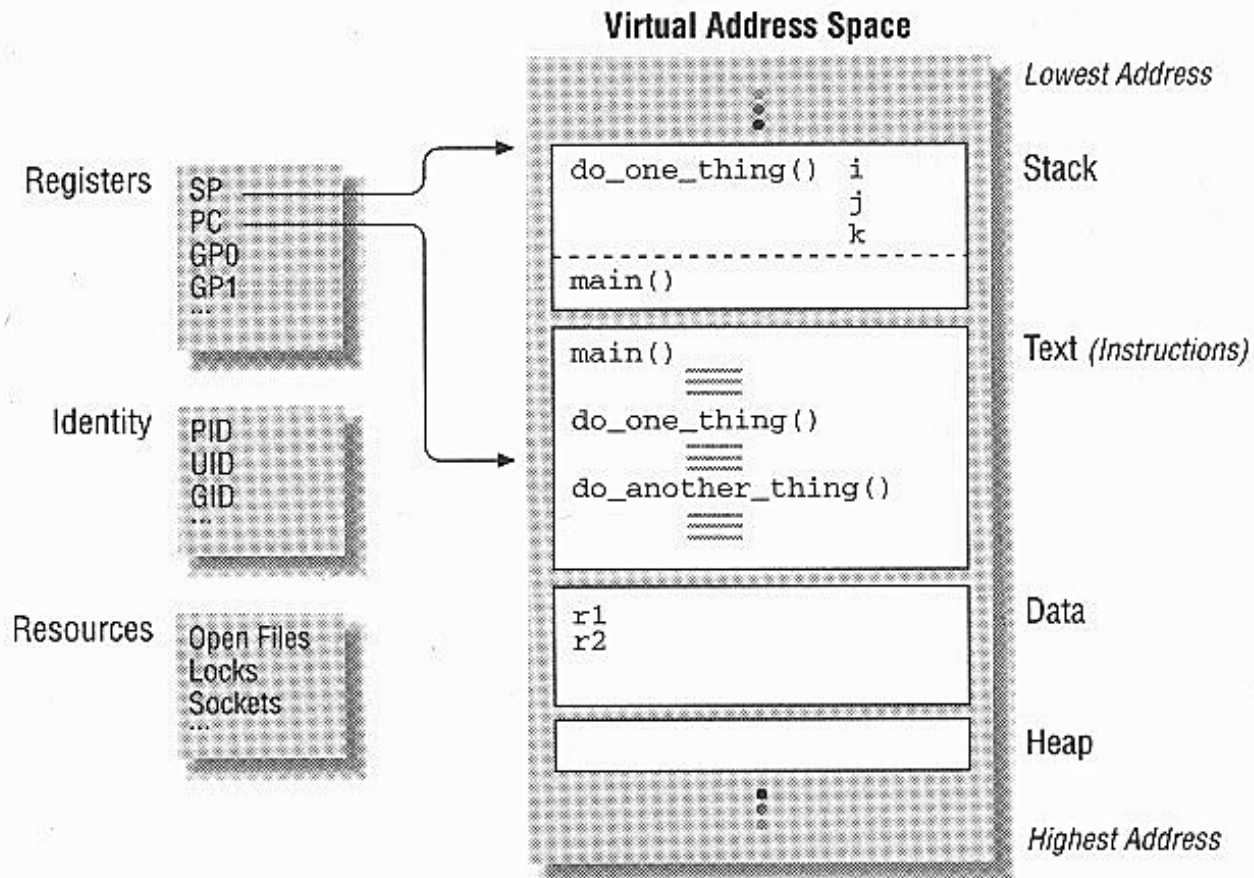 Virtual Address Space
Lowest Address
Registers
SP
PC
GP0
GP1
...
do_one_thing() i
j
k
main()
Stack
main()
do_one_thing()
do_another_thing()
Text (Instructions)
Identity
PID
UID
GID
...
Resources
Open Files
Locks
Sockets
...
r1
r2
Data
Heap
Highest Address